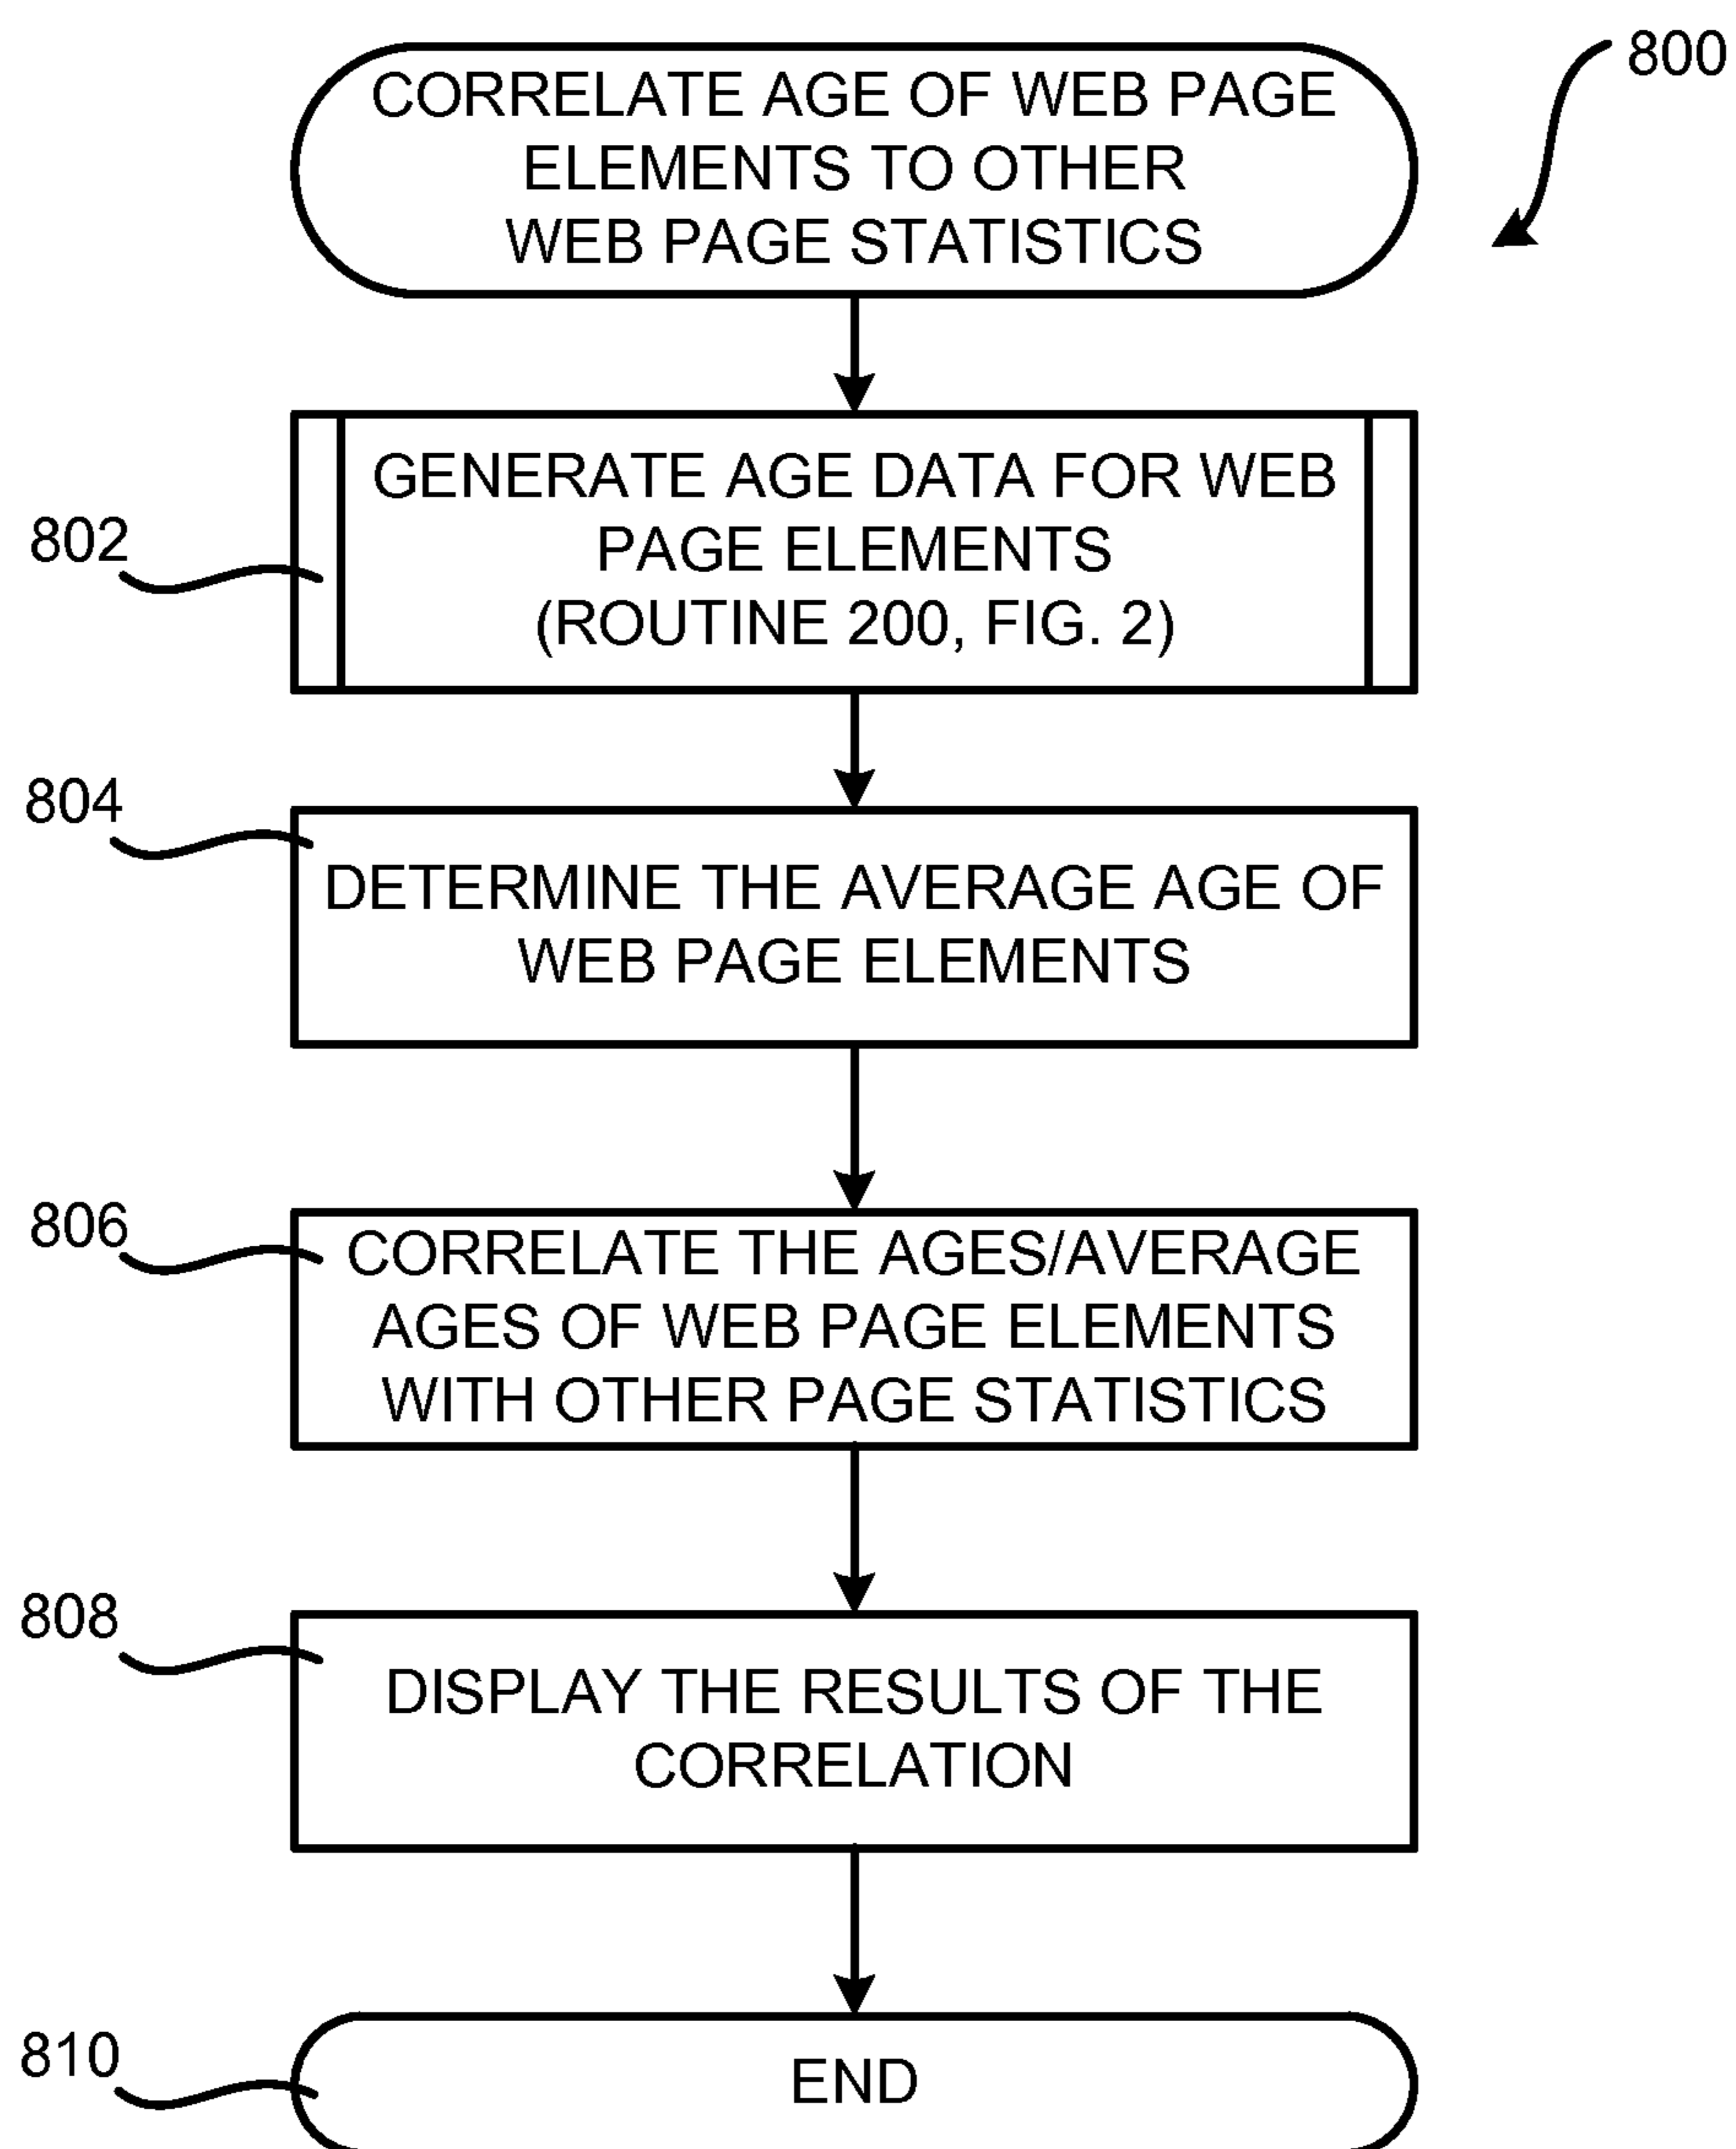 800
CORRELATE AGE OF WEB PAGE
ELEMENTS TO OTHER
WEB PAGE STATISTICS
802
GENERATE AGE DATA FOR WEB
PAGE ELEMENTS
(ROUTINE 200, FIG. 2)
804
DETERMINE THE AVERAGE AGE OF
WEB PAGE ELEMENTS
806
CORRELATE THE AGES/AVERAGE
AGES OF WEB PAGE ELEMENTS
WITH OTHER PAGE STATISTICS
808
DISPLAY THE RESULTS OF THE
CORRELATION
810
END